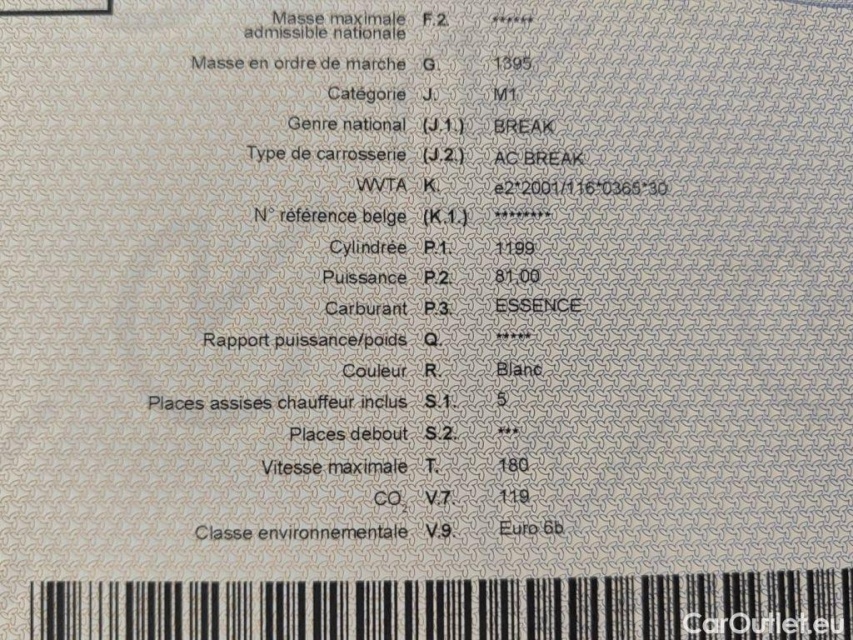 Masse maximale admissible nationale F.2. ******
Masse en ordre de marche G. 1395
Catégorie J. M1
Genre national (J.1.) BREAK
Type de carrosserie (J.2.) AC BREAK
WVTA K. e2*2001/116*0365*30
N° référence belge (K.1.) ********
Cylindrée P.1. 1199
Puissance P.2. 81,00
Carburant P.3. ESSENCE
Rapport puissance/poids Q. *****
Couleur R. Blanc
Places assises chauffeur inclus S.1. 5
Places debout S.2. ***
Vitesse maximale T. 180
CO₂ V.7. 119
Classe environnementale V.9. Euro 6b
CarOutlet.eu